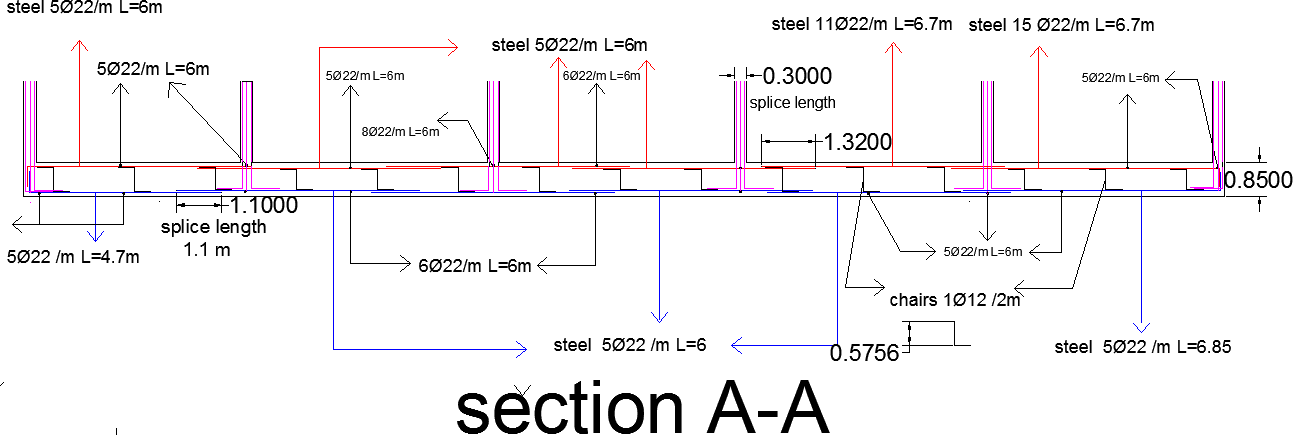 steel 5Ø22/m L=6m
steel 11Ø22/m L=6.7m
steel 15 Ø22/m L=6.7m
steel 5Ø22/m L=6m
5Ø22/m L=6m
5Ø22/m L=6m
6Ø22/m L=6m
0.3000
5Ø22/m L=6m
splice length
8Ø22/m L=6m
1.3200
0.8500
1.1000
splice length
1.1 m
5Ø22 /m L=4.7m
6Ø22/m L=6m
5Ø22/m L=6m
chairs 1Ø12 /2m
steel 5Ø22 /m L=6
0.5756
steel 5Ø22 /m L=6.85
section A-A